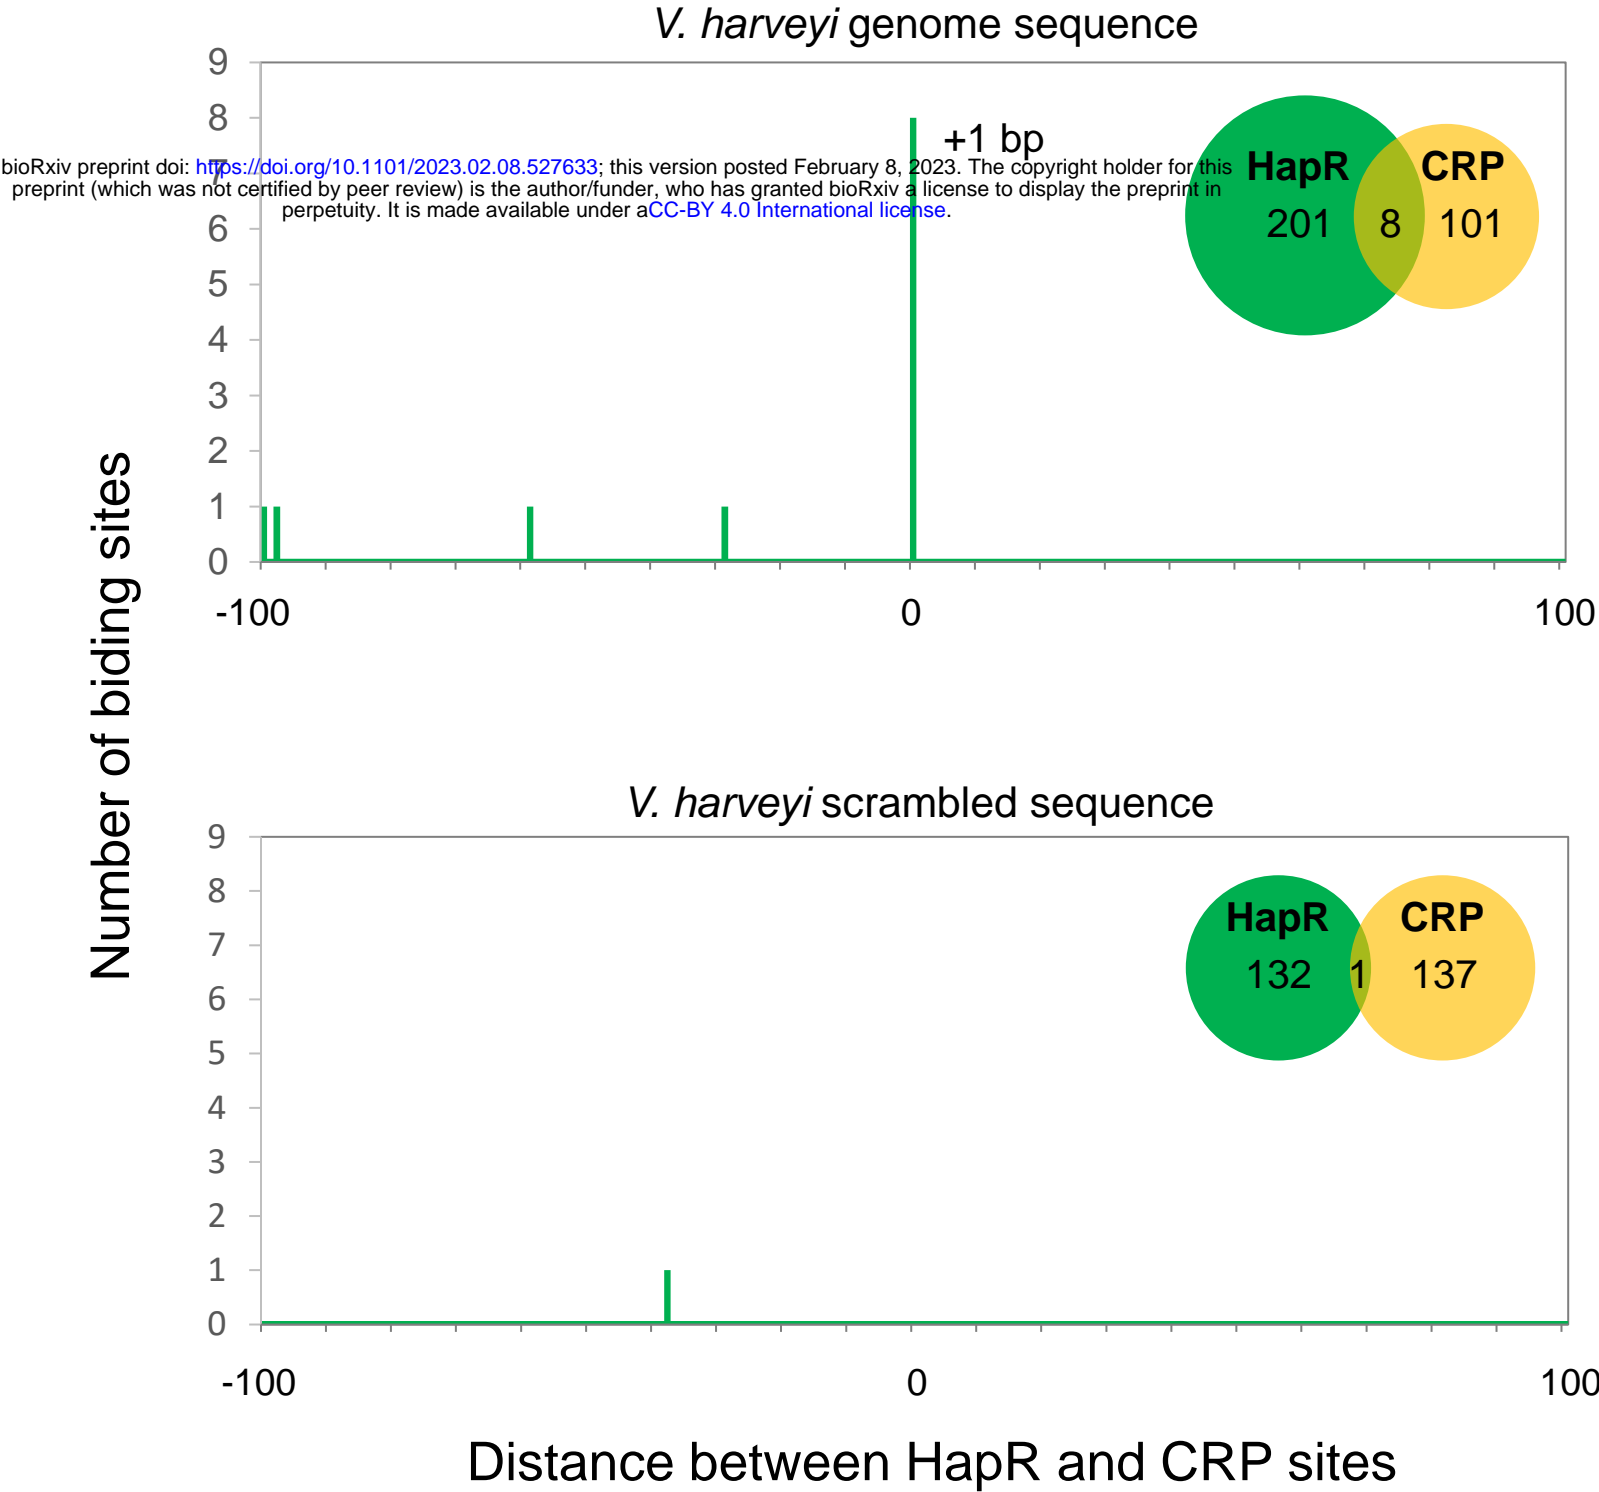 V. harveyi genome sequence
9
8
+1 bp
bioRxiv preprint doi: https://doi.org/10.1101/2023.02.08.527633; this version posted February 8, 2023. The copyright holder for this
preprint (which was not certified by peer review) is the author/funder, who has granted bioRxiv a license to display the preprint in
perpetuity. It is made available under aCC-BY 4.0 International license.
7
HapR CRP
201 8 101
6
5
4
3
2
1
0
-100 0 100
Number of biding sites
V. harveyi scrambled sequence
9
8
HapR CRP
7
132 1 137
6
5
4
3
2
1
0
-100 0 100
Distance between HapR and CRP sites